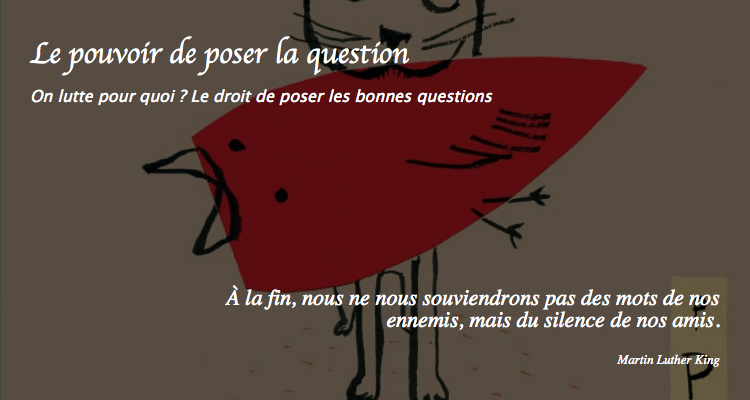 Le pouvoir de poser la question
On lutte pour quoi ? Le droit de poser les bonnes questions
À la fin, nous ne nous souviendrons pas des mots de nos
ennemis, mais du silence de nos amis.
Martin Luther King
P